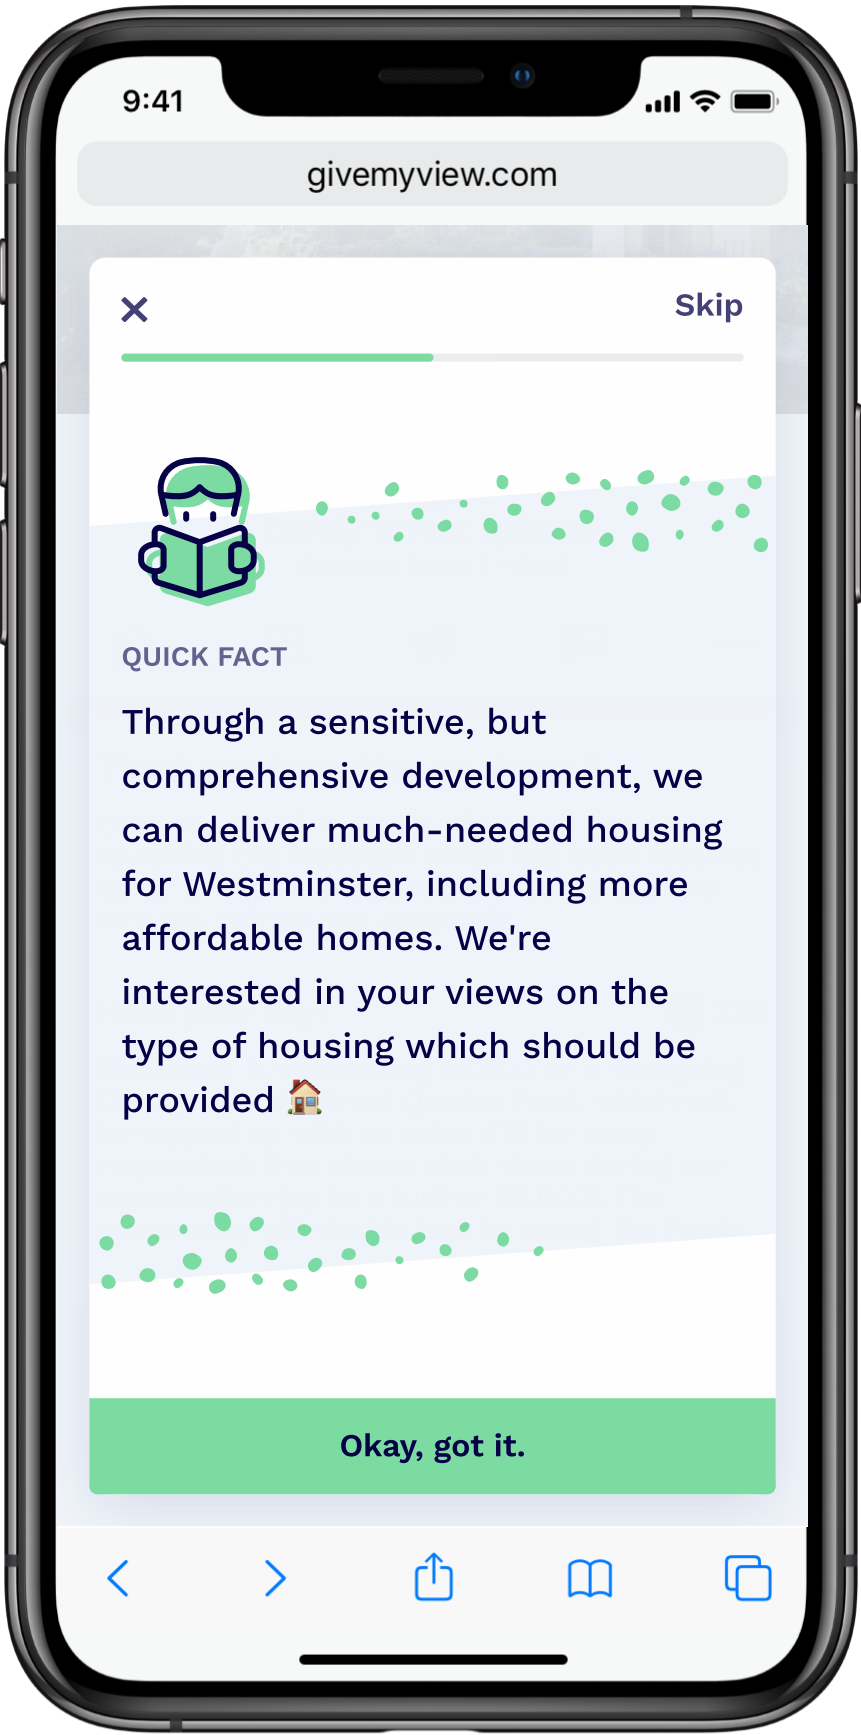 9:41
givemyview.com
Skip
QUICK FACT
Through a sensitive, but
comprehensive development, we
can deliver much-needed housing
for Westminster, including more
affordable homes. We're
interested in your views on the
type of housing which should be
provided 🏠
Okay, got it.